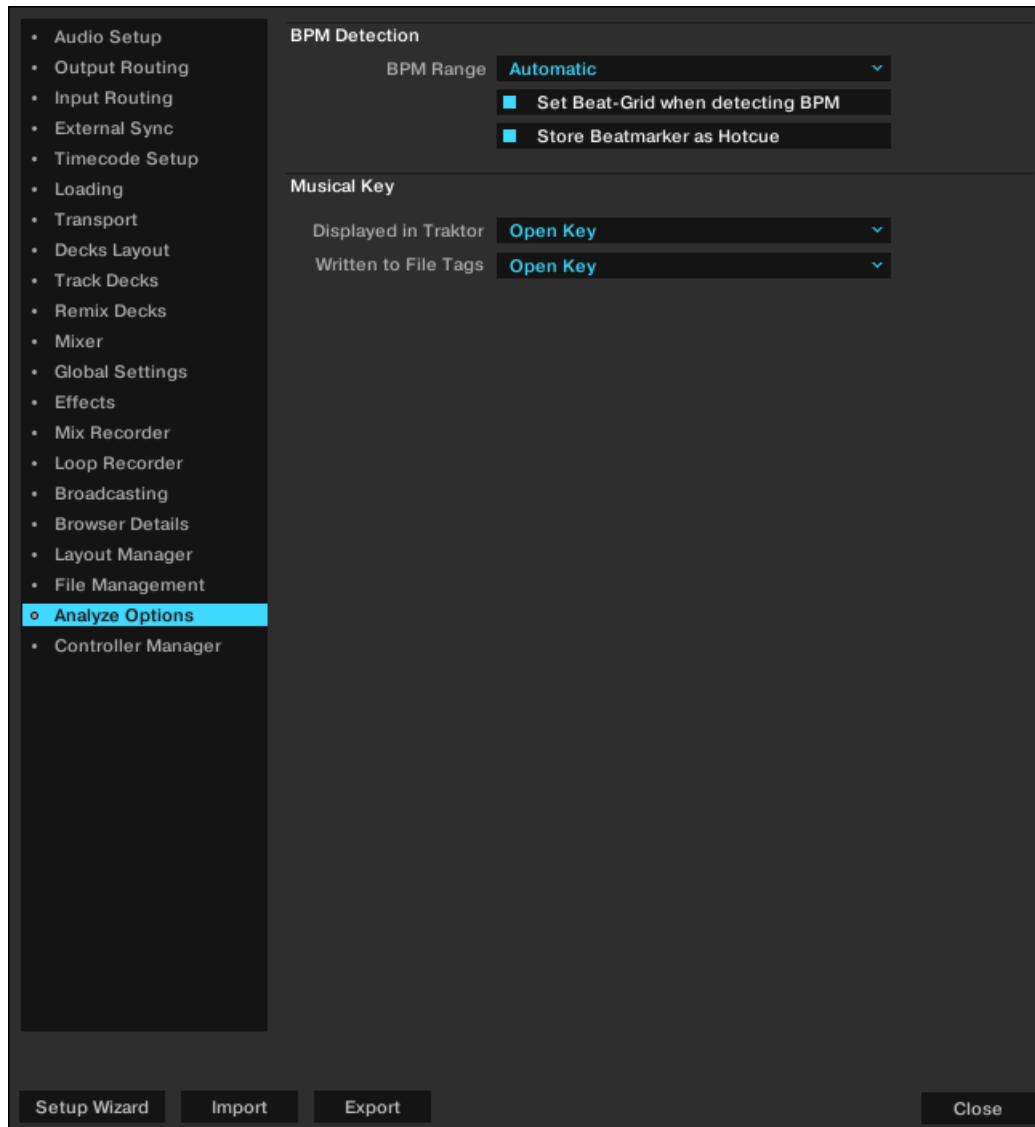 Audio Setup
Output Routing
Input Routing
External Sync
Timecode Setup
Loading
Transport
Decks Layout
Track Decks
Remix Decks
Mixer
Global Settings
Effects
Mix Recorder
Loop Recorder
Broadcasting
Browser Details
Layout Manager
File Management
Analyze Options
Controller Manager
BPM Detection
BPM Range Automatic
Set Beat-Grid when detecting BPM
Store Beatmarker as Hotcue
Musical Key
Displayed in Traktor Open Key
Written to File Tags Open Key
Setup Wizard Import Export Close